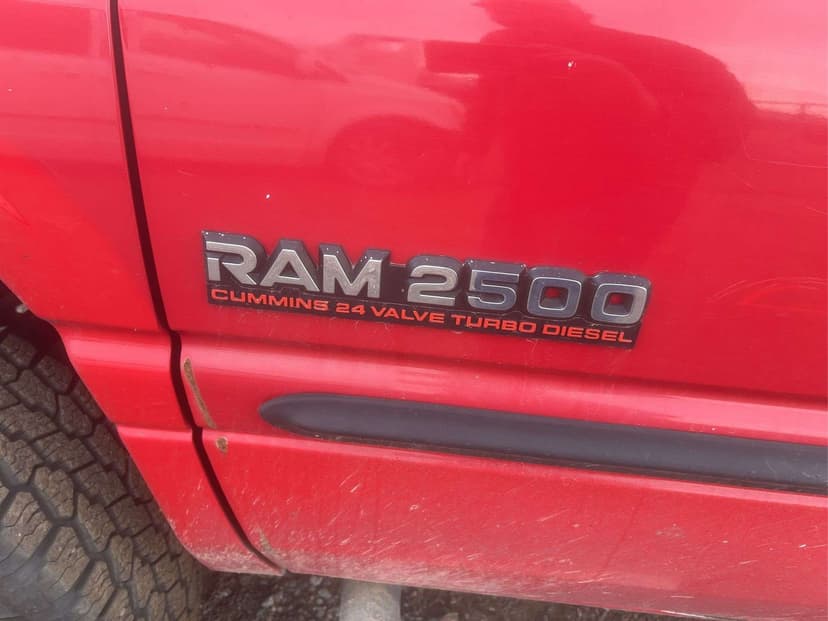 RAM 2500
CUMMINS 24 VALVE TURBO DIESEL